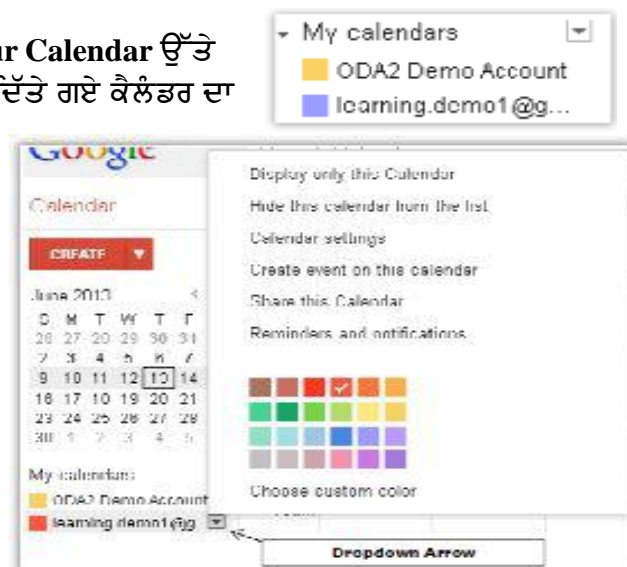 ur Calendar ਉੱਤੇ
ਦਿੱਤੇ ਗਏ ਕੈਲੰਡਰ ਦਾ
My calendars
ODA2 Demo Account
learning.demo1@g...
Google
Calendar
CREATE
June 2013
S M T W T F
26 27 28 29 30 31
2 3 4 5 6 7
9 10 11 12 13 14
16 17 18 19 20 21
23 24 25 26 27 28
30 1 2 3 4 5
My calendars
ODA2 Demo Account
learning demo1@g
Display only this Calendar
Hide this calendar from the list
Calendar settings
Create event on this calendar
Share this Calendar
Reminders and notifications
Choose custom color
Dropdown Arrow